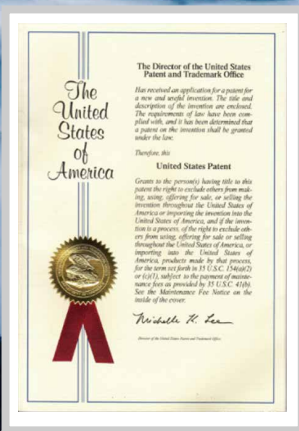 The
United
States
of
America
The Director of the United States
Patent and Trademark Office
Has received an application for a patent for
a new and useful invention. The title and
description of the invention are enclosed.
The requirements of law have been com-
plied with, and it has been determined that
a patent on the invention shall be granted
under the law.
Therefore, this
United States Patent
Grants to the person(s) having title to this
patent the right to exclude others from mak-
ing, using, offering for sale, or selling the
invention throughout the United States of
America or importing the invention into the
United States of America, and if the inven-
tion is a process, of the right to exclude oth-
ers from using, offering for sale or selling
throughout the United States of America, or
importing into the United States of
America, products made by that process,
for the term set forth in 35 U.S.C. 154(a)(2)
or (c)(1), subject to the payment of mainte-
nance fees as provided by 35 U.S.C. 41(b).
See the Maintenance Fee Notice on the
inside of the cover.
Michelle K. Lee
Director of the United States Patent and Trademark Office